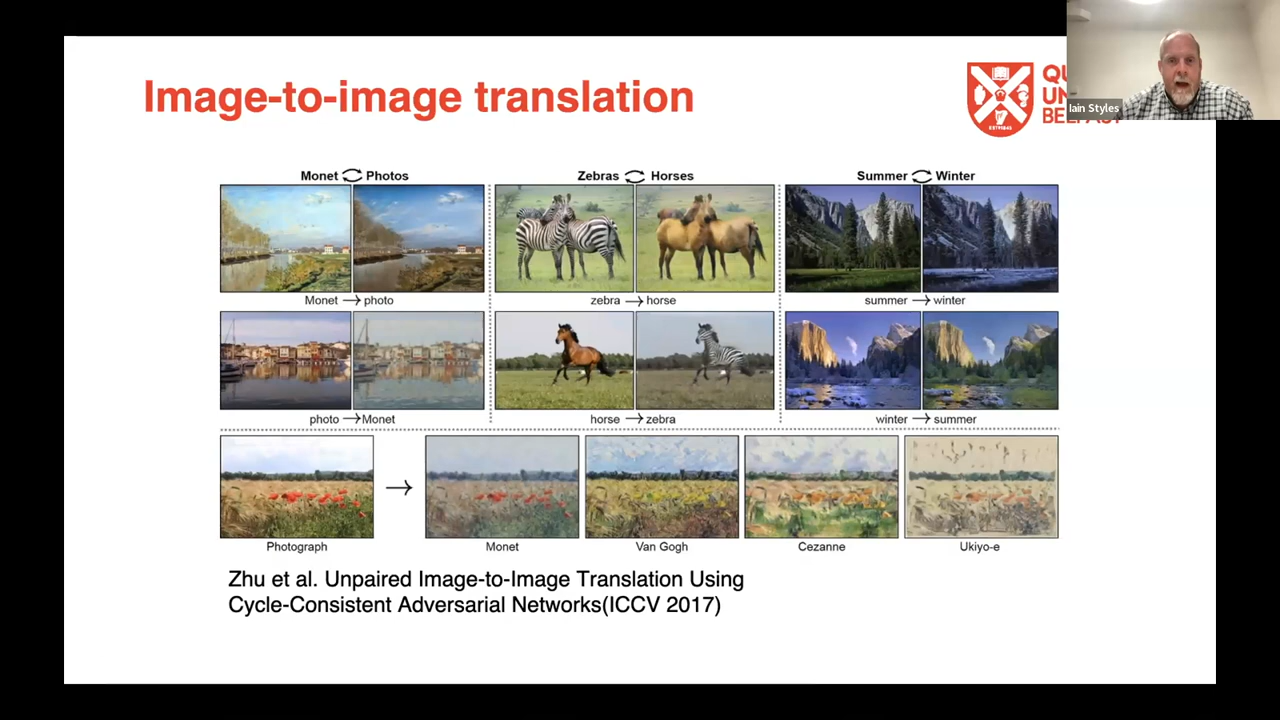 Image-to-image translation
Iain Styles
ESTD1845
Monet Photos
Zebras Horses
Summer Winter
Monet → photo
zebra → horse
summer → winter
photo → Monet
horse → zebra
winter → summer
→
Photograph
Monet
Van Gogh
Cezanne
Ukiyo-e
Zhu et al. Unpaired Image-to-Image Translation Using
Cycle-Consistent Adversarial Networks(ICCV 2017)